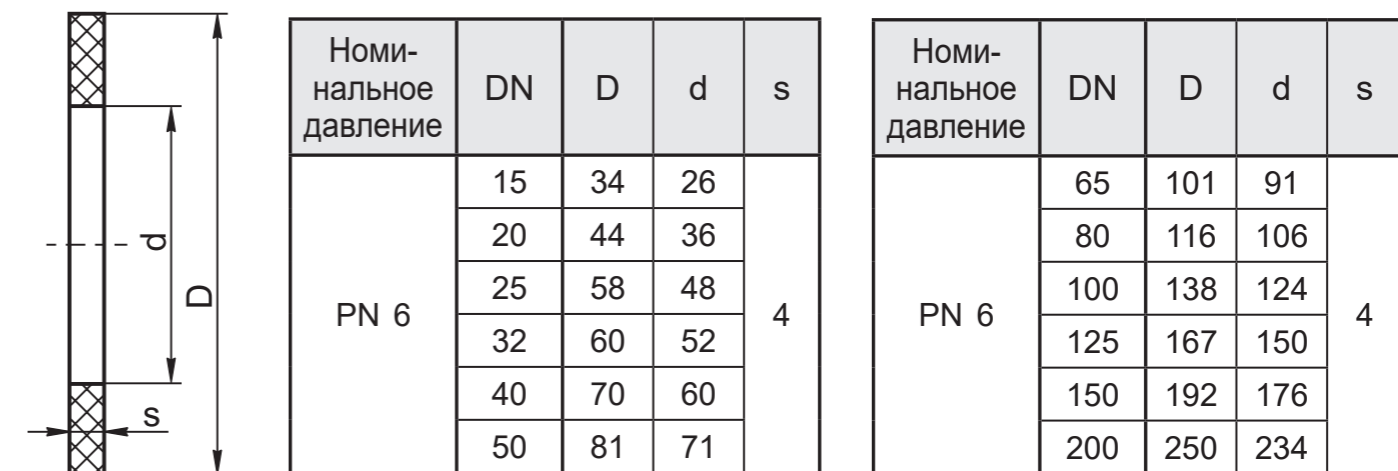 d
D
s
Номи-
нальное
давление DN D d s
15 34 26
20 44 36
25 58 48
PN 6 4
32 60 52
40 70 60
50 81 71
Номи-
нальное
давление DN D d s
65 101 91
80 116 106
100 138 124
PN 6 4
125 167 150
150 192 176
200 250 234